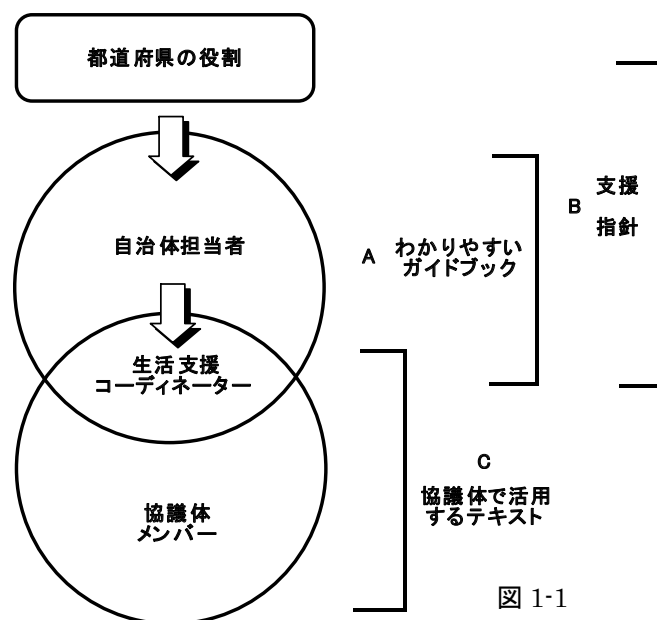 都道府県の役割
自治体担当者
生活支援
コーディネーター
協議体
メンバー
A わかりやすい
ガイドブック
B 支援
指針
C
協議体で活用
するテキスト
図 1-1